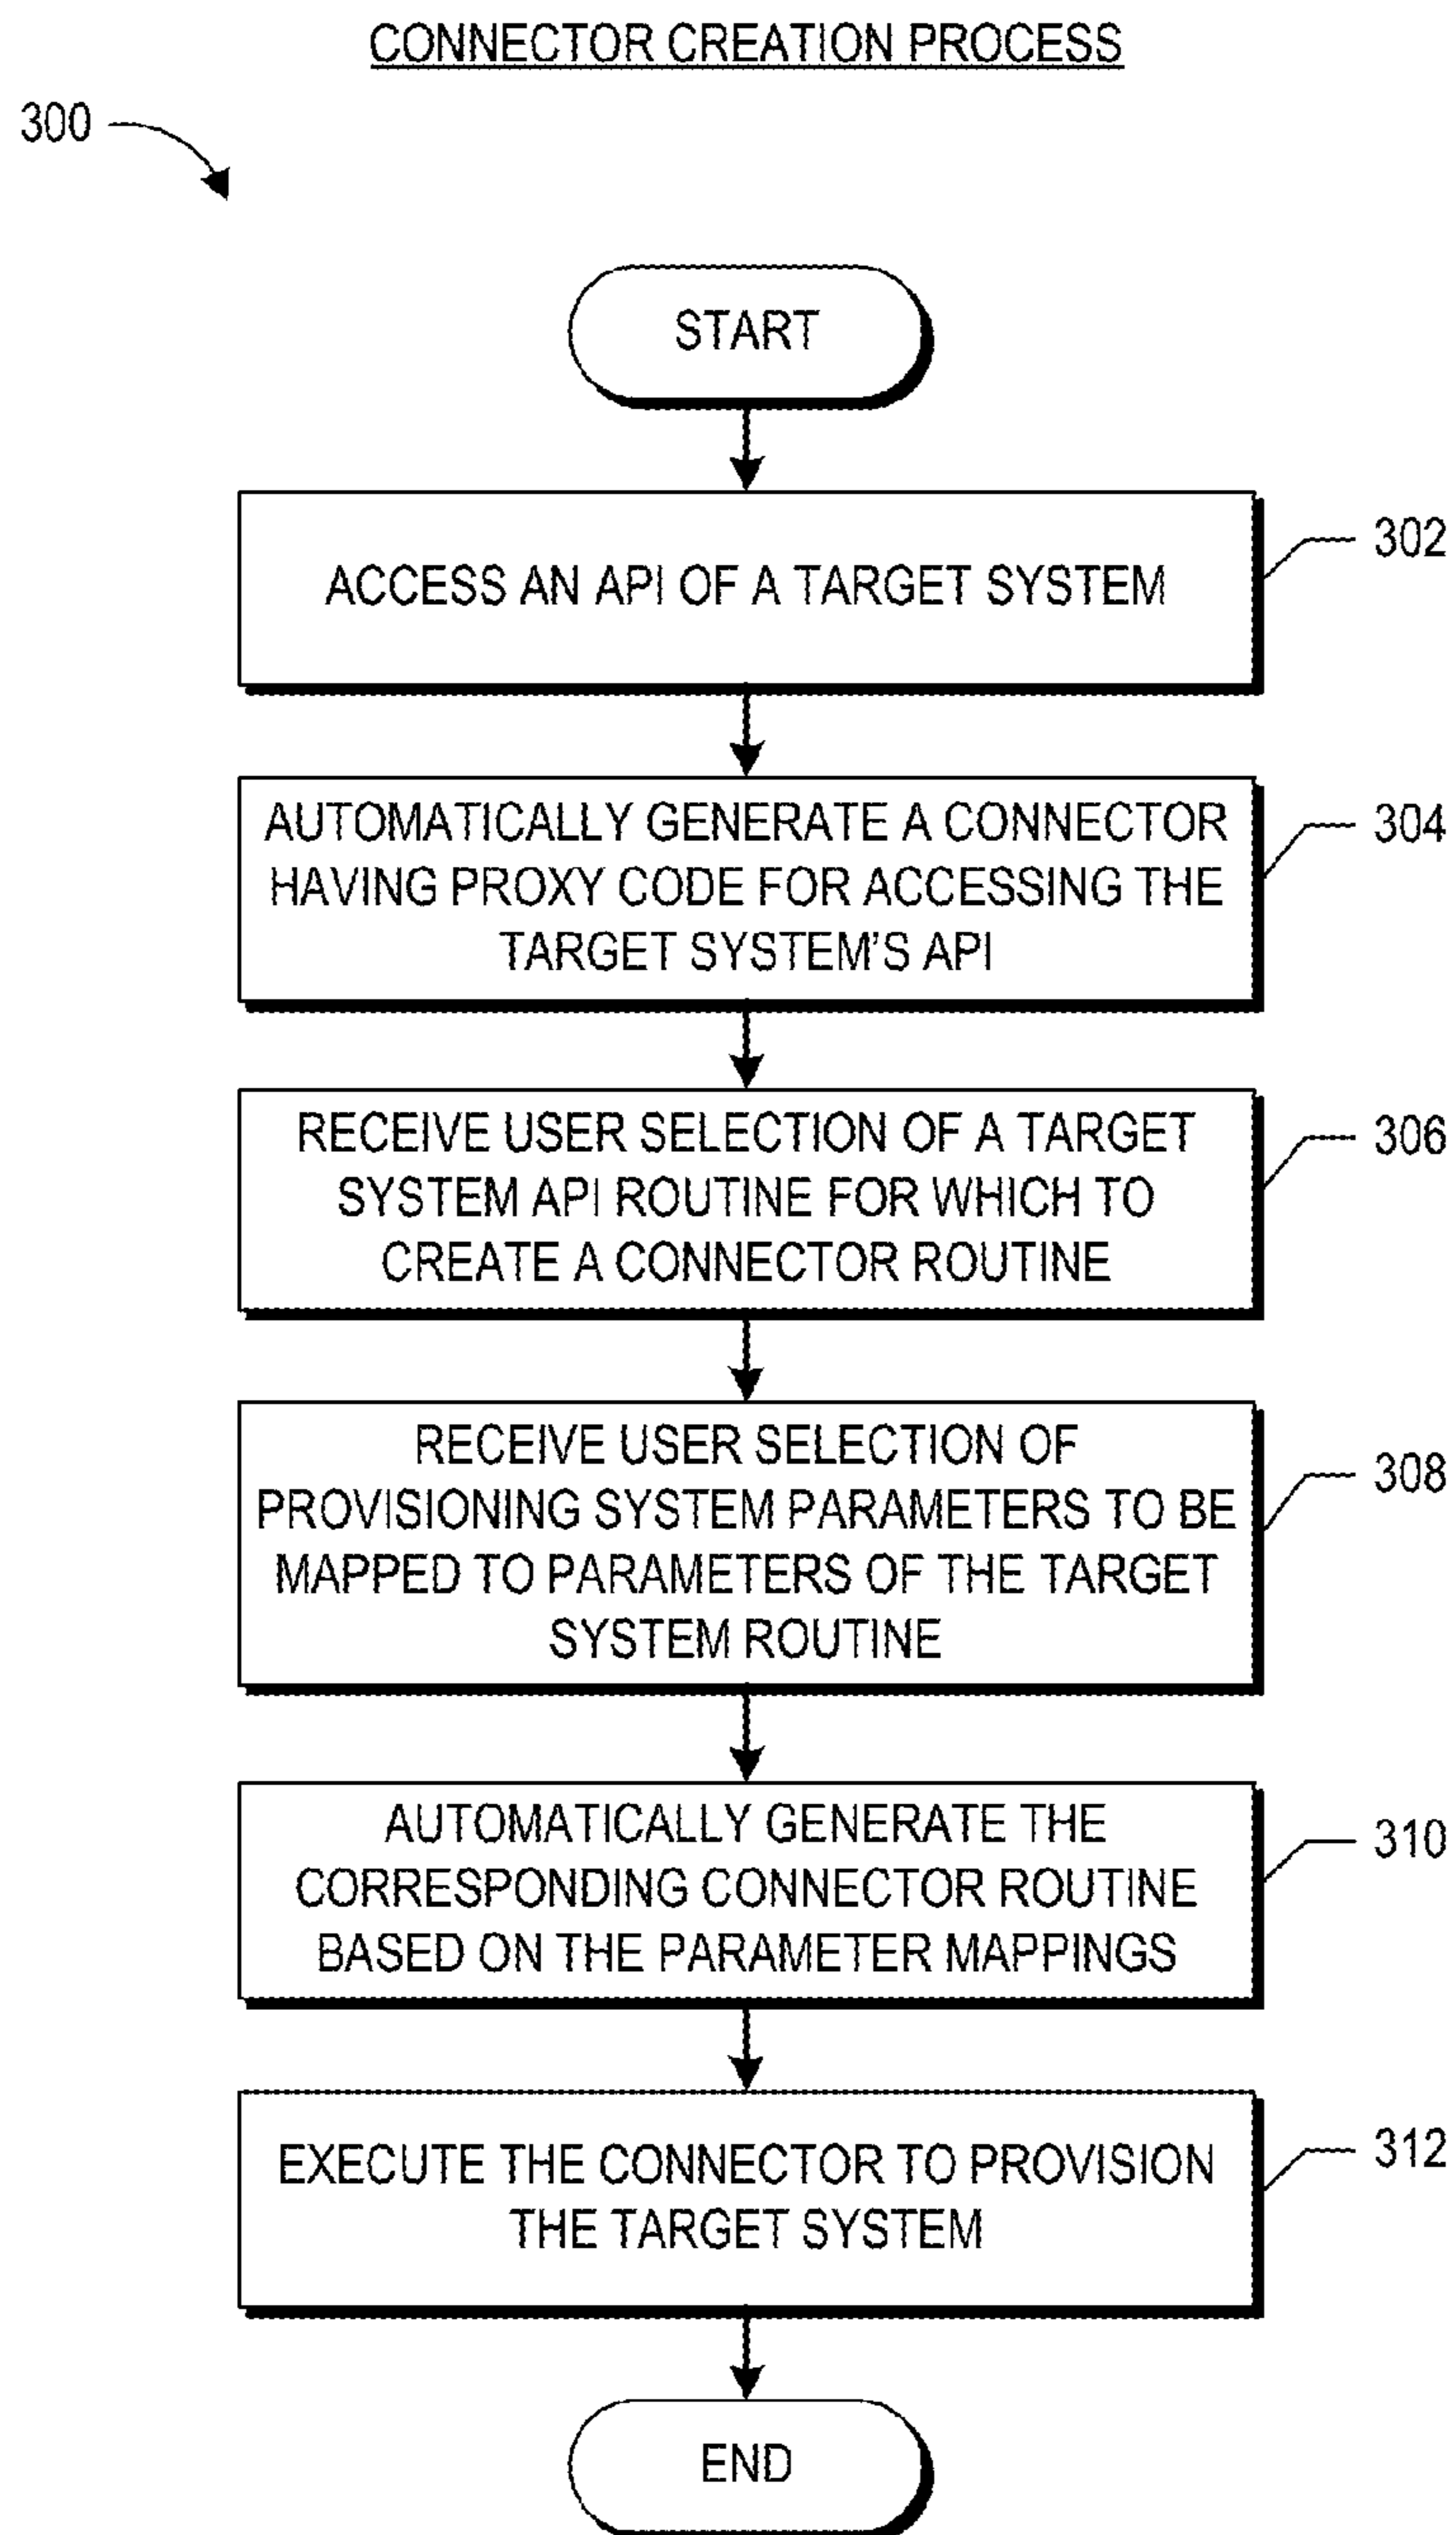 CONNECTOR CREATION PROCESS
300
START
ACCESS AN API OF A TARGET SYSTEM
302
AUTOMATICALLY GENERATE A CONNECTOR
HAVING PROXY CODE FOR ACCESSING THE
TARGET SYSTEM'S API
304
RECEIVE USER SELECTION OF A TARGET
SYSTEM API ROUTINE FOR WHICH TO
CREATE A CONNECTOR ROUTINE
306
RECEIVE USER SELECTION OF
PROVISIONING SYSTEM PARAMETERS TO BE
MAPPED TO PARAMETERS OF THE TARGET
SYSTEM ROUTINE
308
AUTOMATICALLY GENERATE THE
CORRESPONDING CONNECTOR ROUTINE
BASED ON THE PARAMETER MAPPINGS
310
EXECUTE THE CONNECTOR TO PROVISION
THE TARGET SYSTEM
312
END